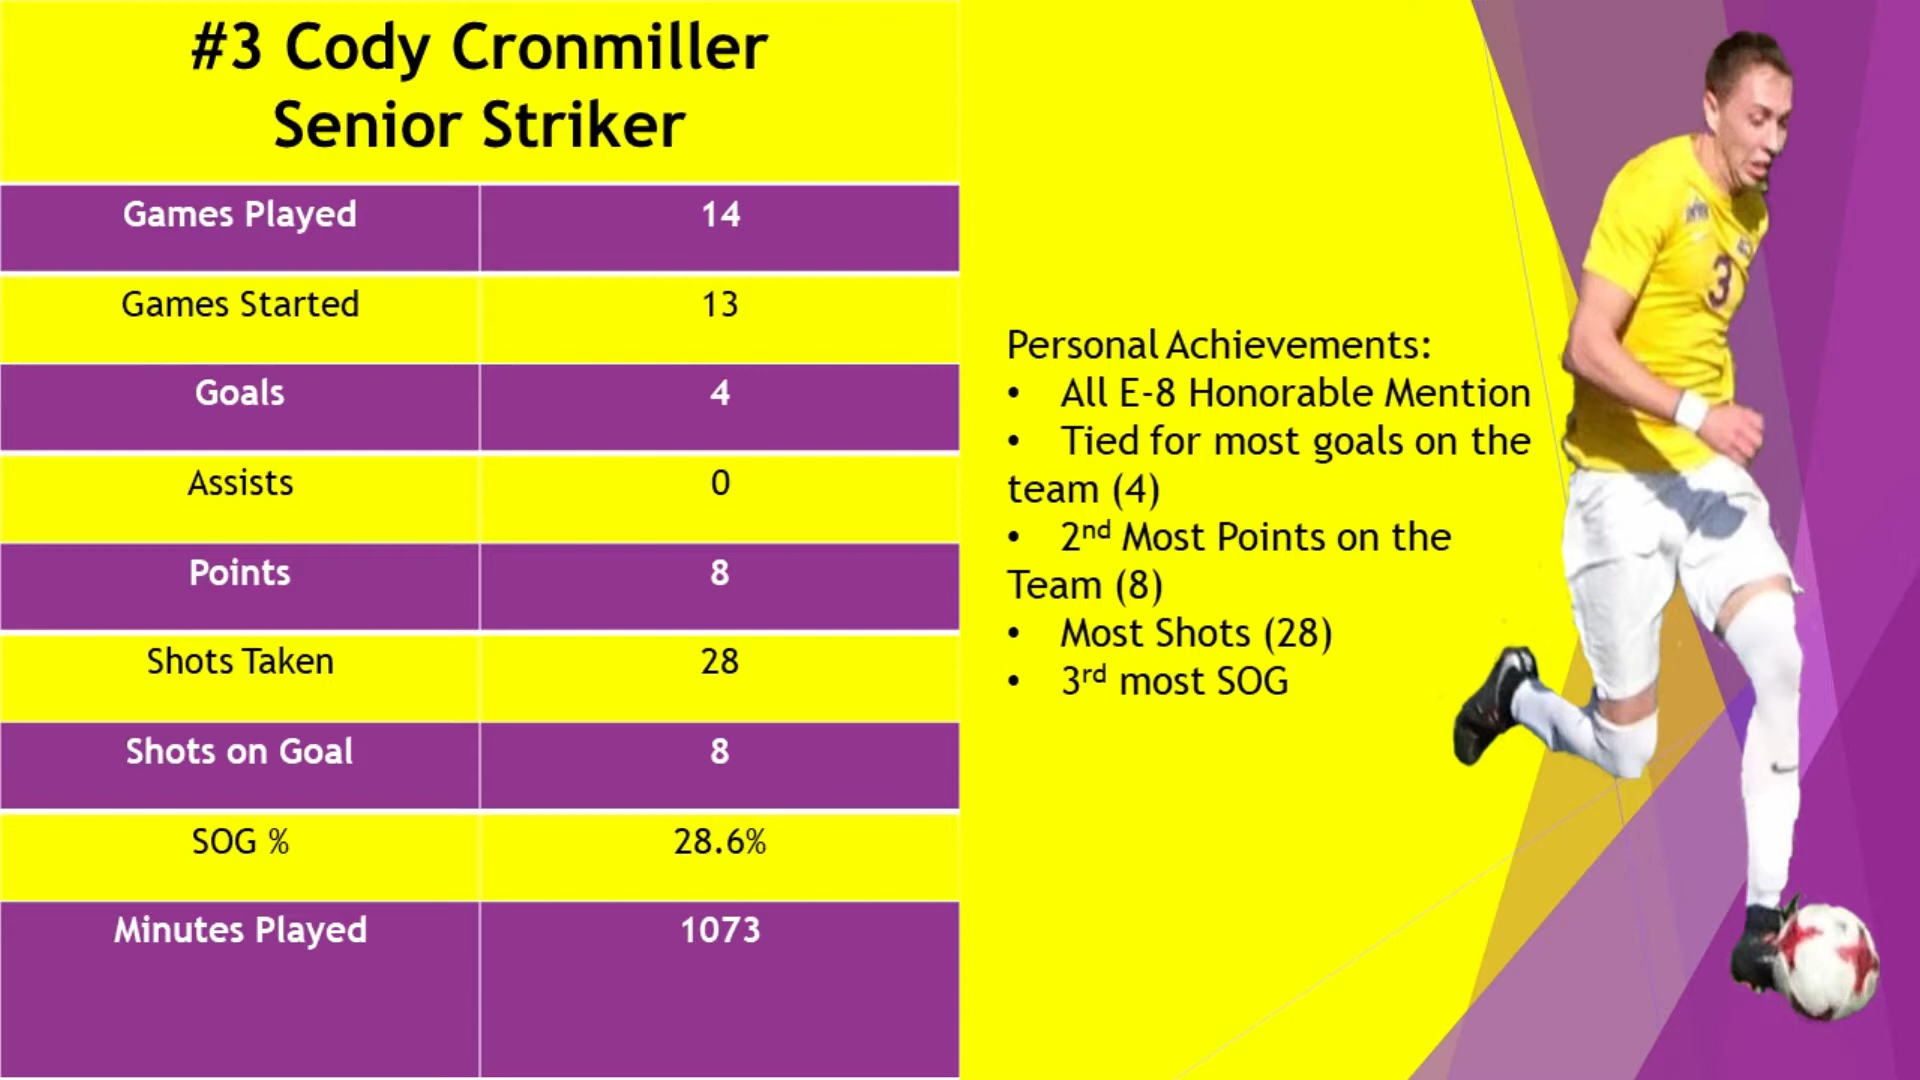 #3 Cody Cronmiller
Senior Striker
Games Played 14
Games Started 13
Goals 4
Assists 0
Points 8
Shots Taken 28
Shots on Goal 8
SOG % 28.6%
Minutes Played 1073
Personal Achievements:
• All E-8 Honorable Mention
• Tied for most goals on the
team (4)
• 2nd Most Points on the
Team (8)
• Most Shots (28)
• 3rd most SOG
3